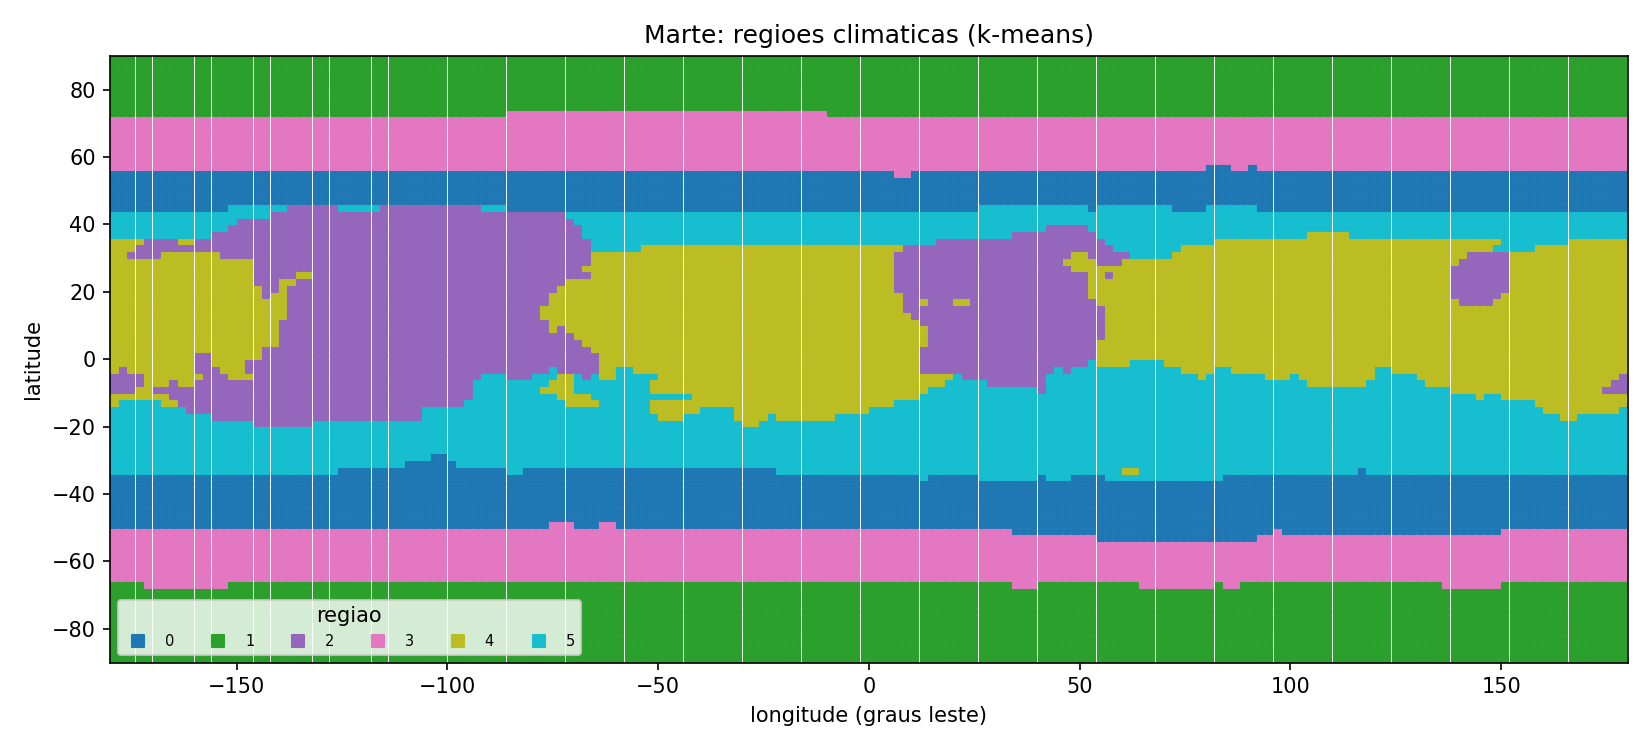 Marte: regioes climaticas (k-means)
80
60
40
20
0
−20
−40
−60
−80
latitude
regiao
0 1 2 3 4 5
−150 −100 −50 0 50 100 150
longitude (graus leste)